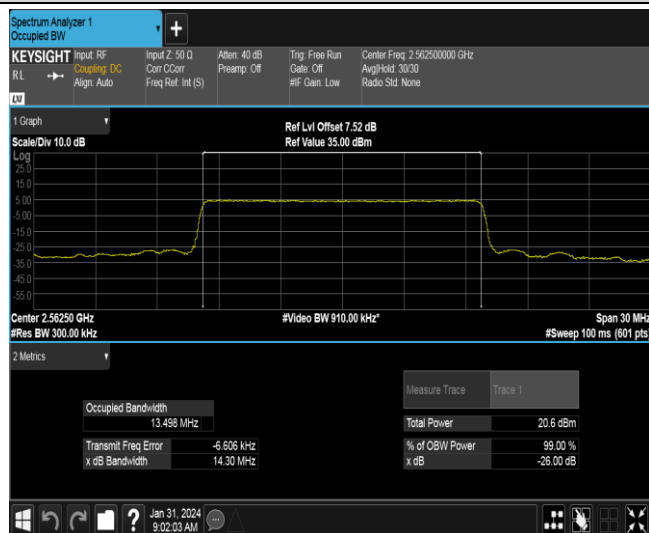 Spectrum Analyzer 1
Occupied BW
+
KEYSIGHT Input: RF Input Z: 50 Ω Atten: 40 dB Trig: Free Run Center Freq: 2.562500000 GHz
RL Coupling: DC Corr CCorr Preamp: Off Gate: Off Avg|Hold: 30/30
Align: Auto Freq Ref: Int (S) #IF Gain: Low Radio Std: None
LXI
1 Graph Ref Lvl Offset 7.52 dB
Scale/Div 10.0 dB Ref Value 35.00 dBm
Log
25.0
15.0
5.00
-5.00
-15.0
-25.0
-35.0
-45.0
-55.0
Center 2.56250 GHz #Video BW 910.00 kHz* Span 30 MHz
#Res BW 300.00 kHz #Sweep 100 ms (601 pts)
2 Metrics
Measure Trace Trace 1
Occupied Bandwidth
13.498 MHz Total Power 20.6 dBm
Transmit Freq Error -6.606 kHz % of OBW Power 99.00 %
x dB Bandwidth 14.30 MHz x dB -26.00 dB
? Jan 31, 2024
9:02:03 AM